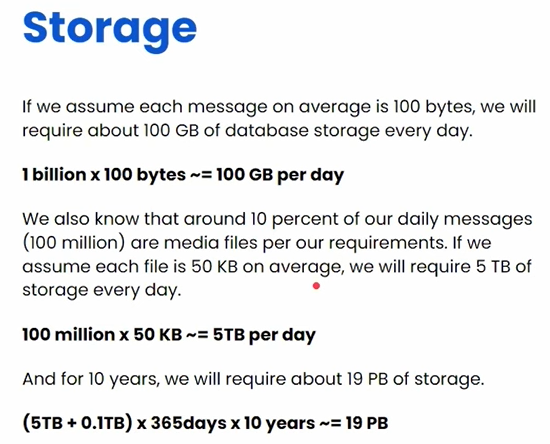 Storage
If we assume each message on average is 100 bytes, we will
require about 100 GB of database storage every day.
1 billion x 100 bytes ~= 100 GB per day
We also know that around 10 percent of our daily messages
(100 million) are media files per our requirements. If we
assume each file is 50 KB on average, we will require 5 TB of
storage every day.
100 million x 50 KB ~= 5TB per day
And for 10 years, we will require about 19 PB of storage.
(5TB + 0.1TB) x 365days x 10 years ~= 19 PB